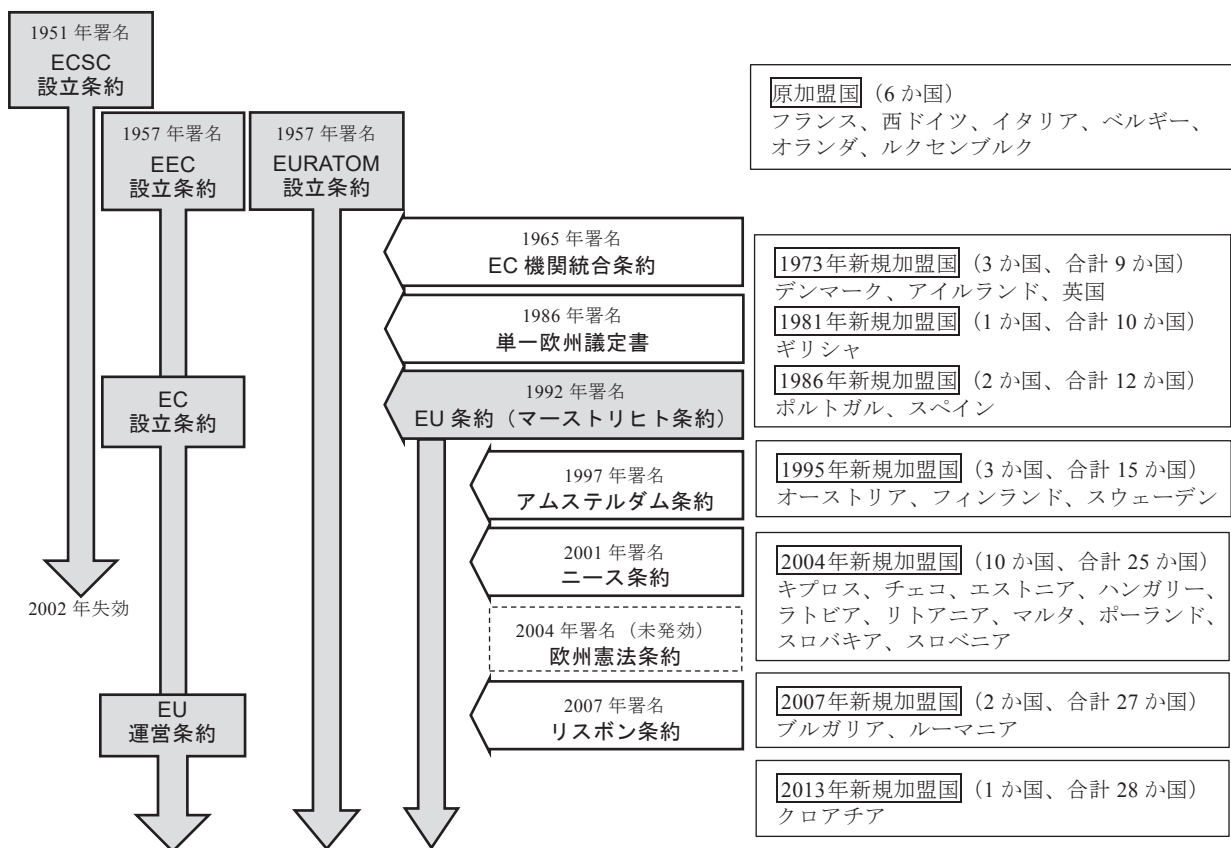 1951 年署名
ECSC
設立条約
1957 年署名
EEC
設立条約
1957 年署名
EURATOM
設立条約
1965 年署名
EC 機関統合条約
1986 年署名
単一欧州議定書
1992 年署名
EU 条約（マーストリヒト条約）
EC
設立条約
1997 年署名
アムステルダム条約
2001 年署名
ニース条約
2002 年失効
2004 年署名（未発効）
欧州憲法条約
2007 年署名
リスボン条約
EU
運営条約
原加盟国（6 か国）
フランス、西ドイツ、イタリア、ベルギー、
オランダ、ルクセンブルク
1973年新規加盟国（3 か国、合計 9 か国）
デンマーク、アイルランド、英国
1981年新規加盟国（1 か国、合計 10 か国）
ギリシャ
1986年新規加盟国（2 か国、合計 12 か国）
ポルトガル、スペイン
1995年新規加盟国（3 か国、合計 15 か国）
オーストリア、フィンランド、スウェーデン
2004年新規加盟国（10 か国、合計 25 か国）
キプロス、チェコ、エストニア、ハンガリー、
ラトビア、リトアニア、マルタ、ポーランド、
スロバキア、スロベニア
2007年新規加盟国（2 か国、合計 27 か国）
ブルガリア、ルーマニア
2013年新規加盟国（1 か国、合計 28 か国）
クロアチア